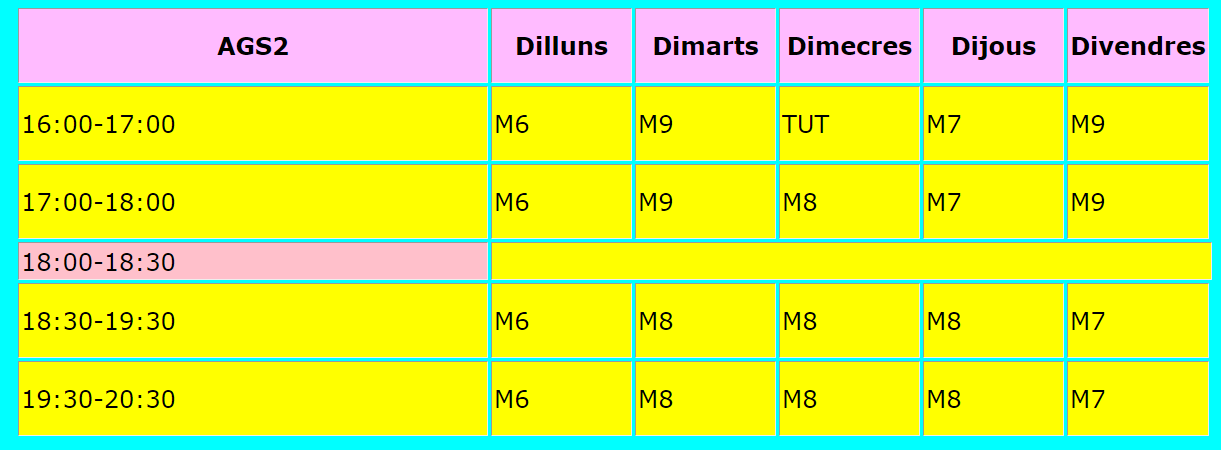 AGS2 Dilluns Dimarts Dimecres Dijous Divendres
16:00-17:00 M6 M9 TUT M7 M9
17:00-18:00 M6 M9 M8 M7 M9
18:00-18:30
18:30-19:30 M6 M8 M8 M8 M7
19:30-20:30 M6 M8 M8 M8 M7